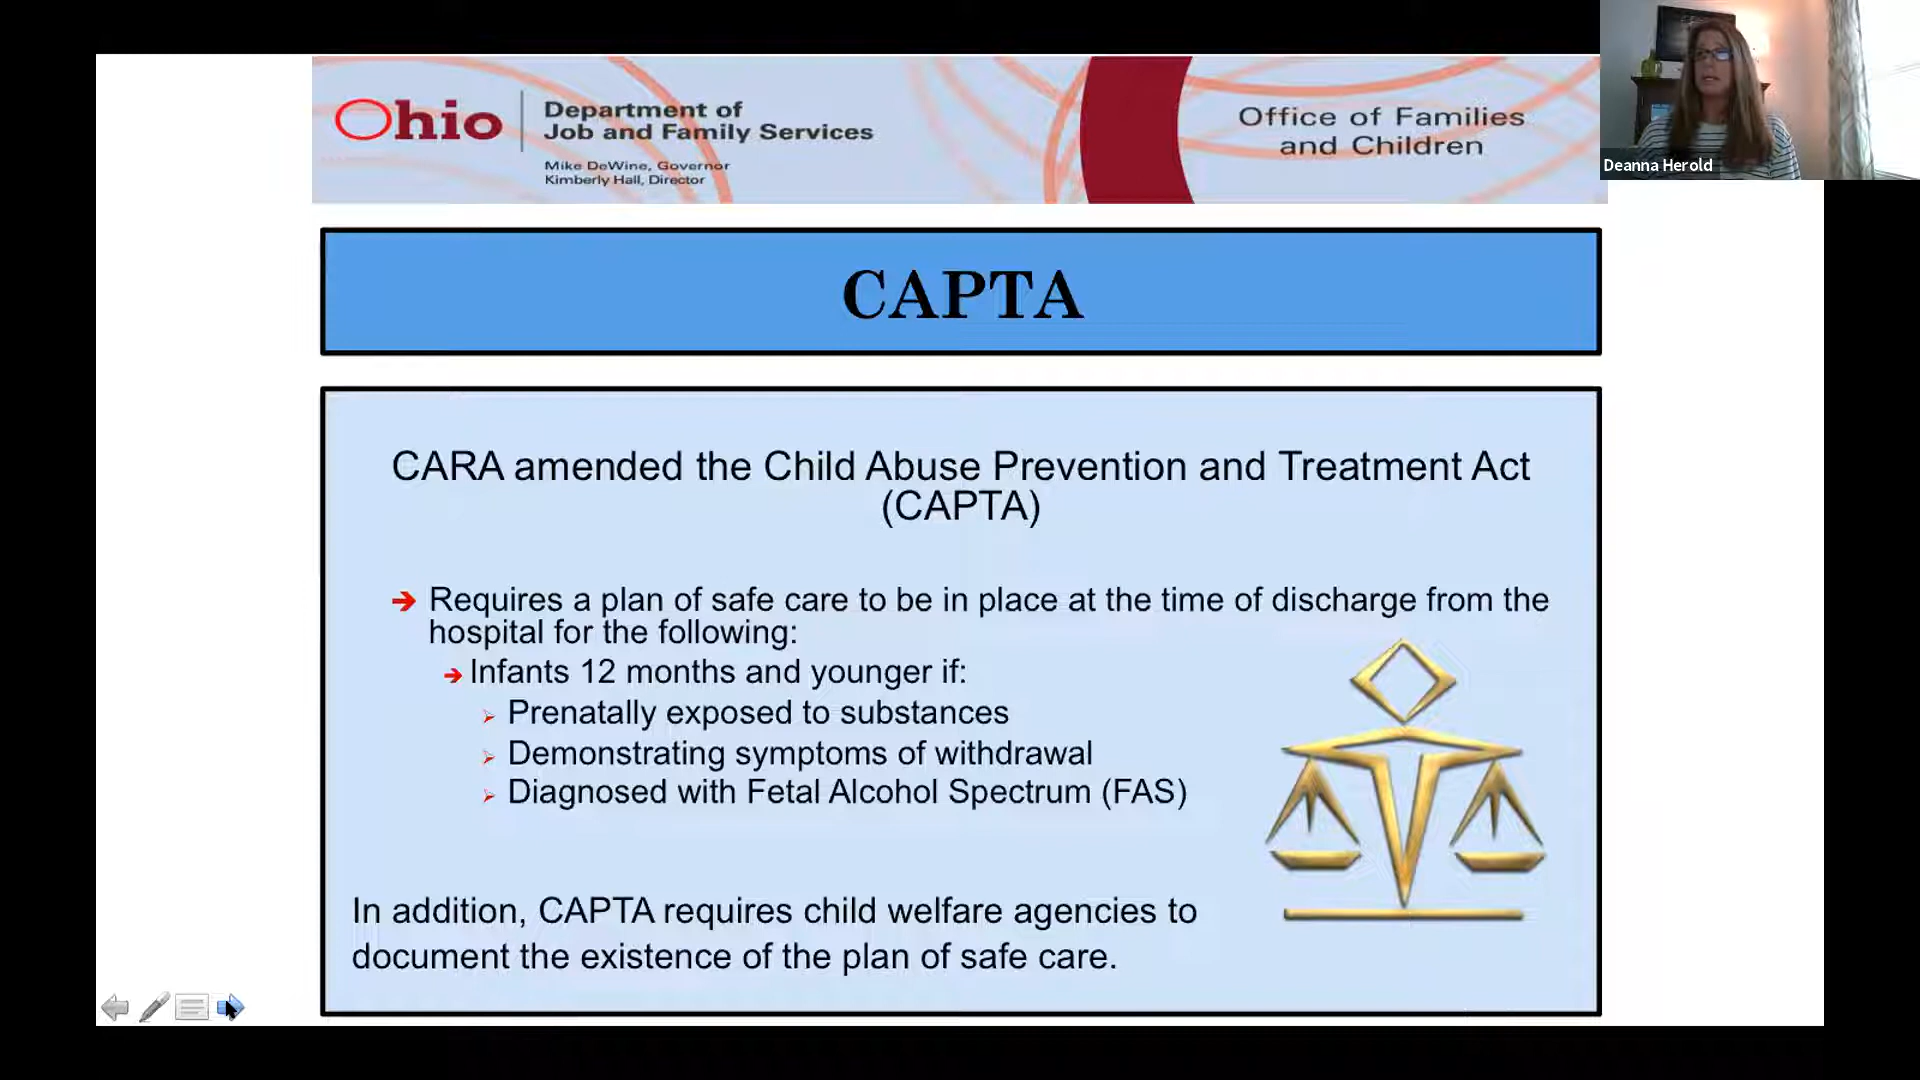 Ohio
Department of
Job and Family Services
Mike DeWine, Governor
Kimberly Hall, Director
Office of Families
and Children
Deanna Herold
CAPTA
CARA amended the Child Abuse Prevention and Treatment Act
(CAPTA)
Requires a plan of safe care to be in place at the time of discharge from the
hospital for the following:
Infants 12 months and younger if:
Prenatally exposed to substances
Demonstrating symptoms of withdrawal
Diagnosed with Fetal Alcohol Spectrum (FAS)
In addition, CAPTA requires child welfare agencies to
document the existence of the plan of safe care.